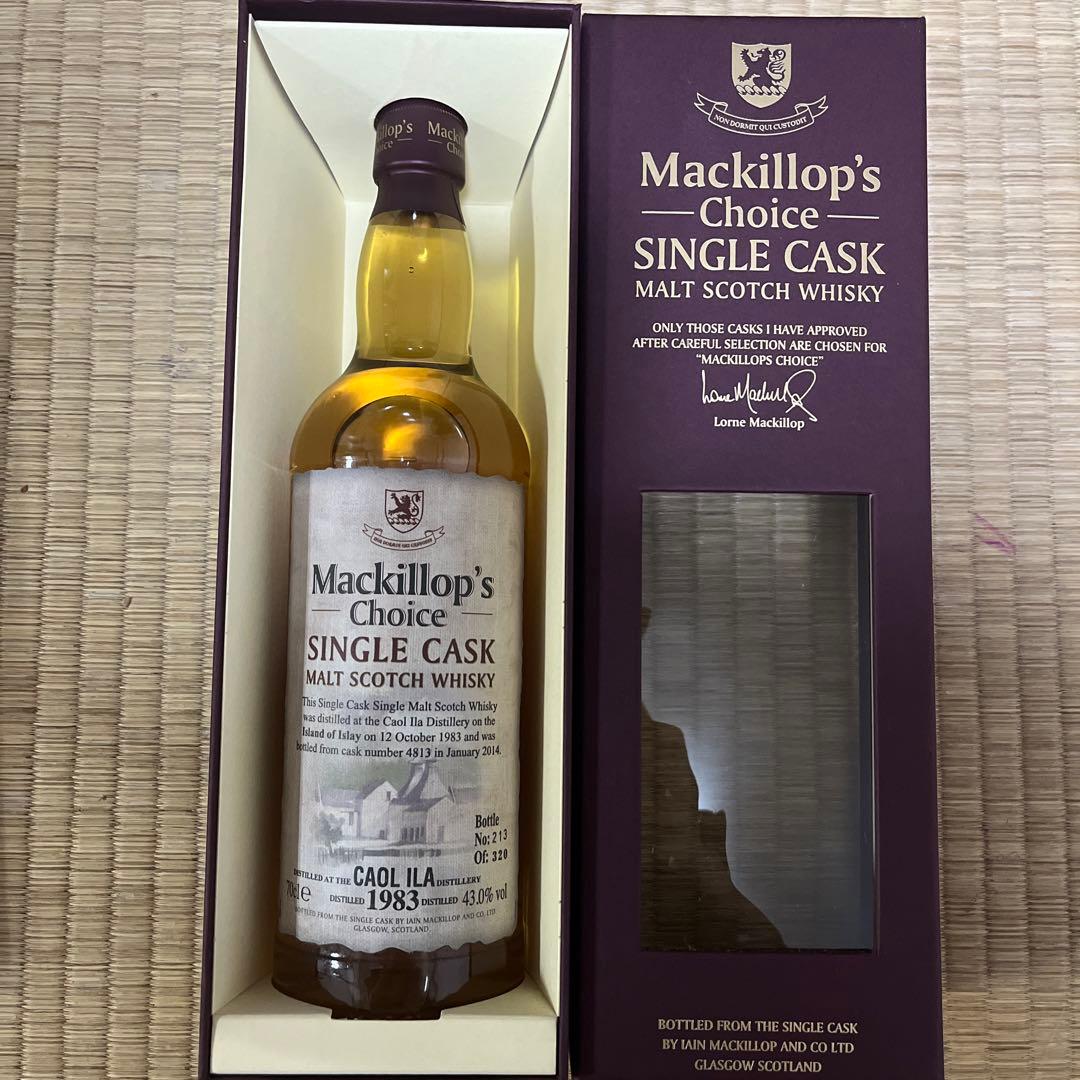 Mackillop's
Choice
NON DORMIT QUI CUSTODIT
Mackillop's
Choice
SINGLE CASK
MALT SCOTCH WHISKY
This Single Cask Single Malt Scotch Whisky
was distilled at the Caol Ila Distillery on the
Island of Islay on 12 October 1983 and was
bottled from cask number 4813 in January 2014.
Bottle
No: 213
Of: 320
DISTILLED AT THE CAOL ILA DISTILLERY
70cl e DISTILLED 1983 DISTILLED 43.0% vol
BOTTLED FROM THE SINGLE CASK BY IAIN MACKILLOP AND CO. LTD
GLASGOW, SCOTLAND
NON DORMIT QUI CUSTODIT
Mackillop's
Choice
SINGLE CASK
MALT SCOTCH WHISKY
ONLY THOSE CASKS I HAVE APPROVED
AFTER CAREFUL SELECTION ARE CHOSEN FOR
"MACKILLOPS CHOICE"
Lorne Mackillop
BOTTLED FROM THE SINGLE CASK
BY IAIN MACKILLOP AND CO LTD
GLASGOW SCOTLAND